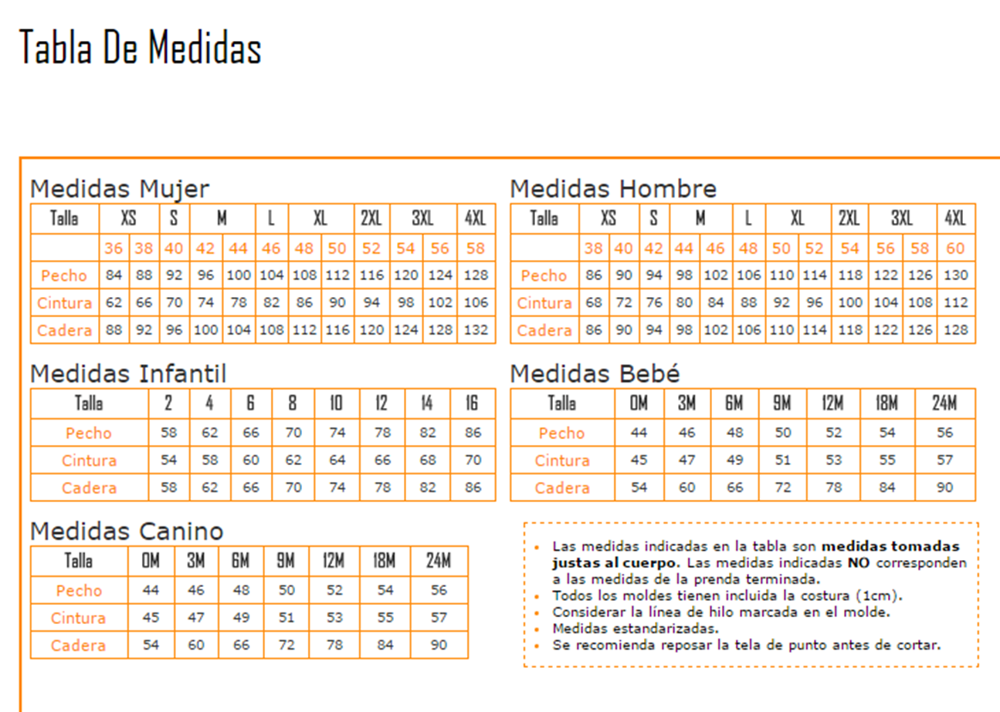 Tabla De Medidas
Medidas Mujer
Talla XS S M L XL 2XL 3XL 4XL
36 38 40 42 44 46 48 50 52 54 56 58
Pecho 84 88 92 96 100 104 108 112 116 120 124 128
Cintura 62 66 70 74 78 82 86 90 94 98 102 106
Cadera 88 92 96 100 104 108 112 116 120 124 128 132
Medidas Hombre
Talla XS S M L XL 2XL 3XL 4XL
38 40 42 44 46 48 50 52 54 56 58 60
Pecho 86 90 94 98 102 106 110 114 118 122 126 130
Cintura 68 72 76 80 84 88 92 96 100 104 108 112
Cadera 86 90 94 98 102 106 110 114 118 122 126 128
Medidas Infantil
Talla 2 4 6 8 10 12 14 16
Pecho 58 62 66 70 74 78 82 86
Cintura 54 58 60 62 64 66 68 70
Cadera 58 62 66 70 74 78 82 86
Medidas Bebé
Talla 0M 3M 6M 9M 12M 18M 24M
Pecho 44 46 48 50 52 54 56
Cintura 45 47 49 51 53 55 57
Cadera 54 60 66 72 78 84 90
Medidas Canino
Talla 0M 3M 6M 9M 12M 18M 24M
Pecho 44 46 48 50 52 54 56
Cintura 45 47 49 51 53 55 57
Cadera 54 60 66 72 78 84 90
• Las medidas indicadas en la tabla son medidas tomadas
justas al cuerpo. Las medidas indicadas NO corresponden
a las medidas de la prenda terminada.
• Todos los moldes tienen incluida la costura (1cm).
• Considerar la línea de hilo marcada en el molde.
• Medidas estandarizadas.
• Se recomienda reposar la tela de punto antes de cortar.